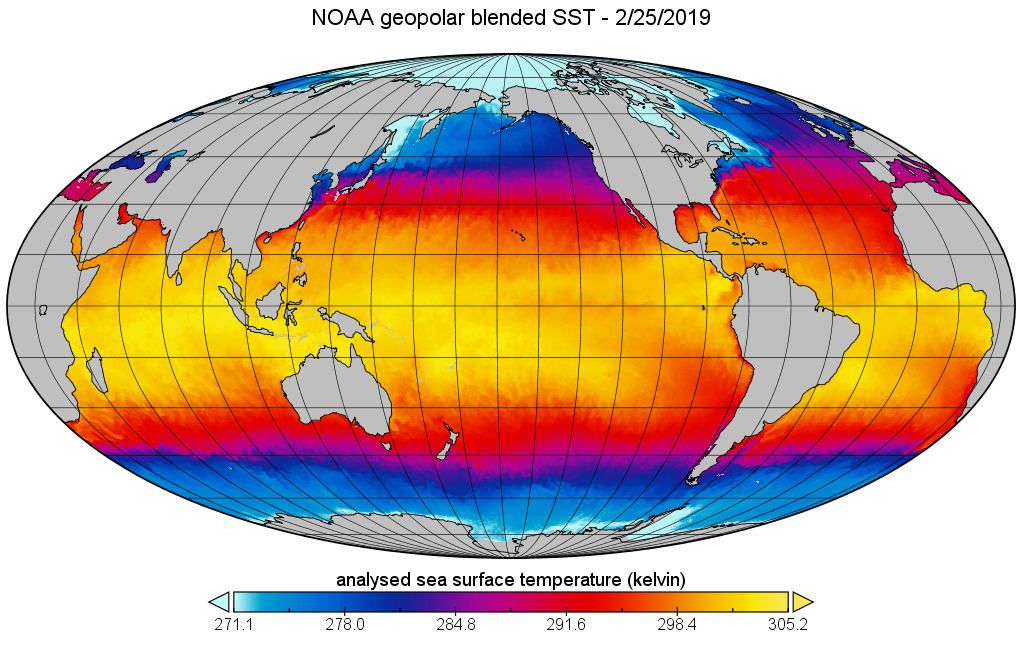 NOAA geopolar blended SST - 2/25/2019
analysed sea surface temperature (kelvin)
271.1 278.0 284.8 291.6 298.4 305.2